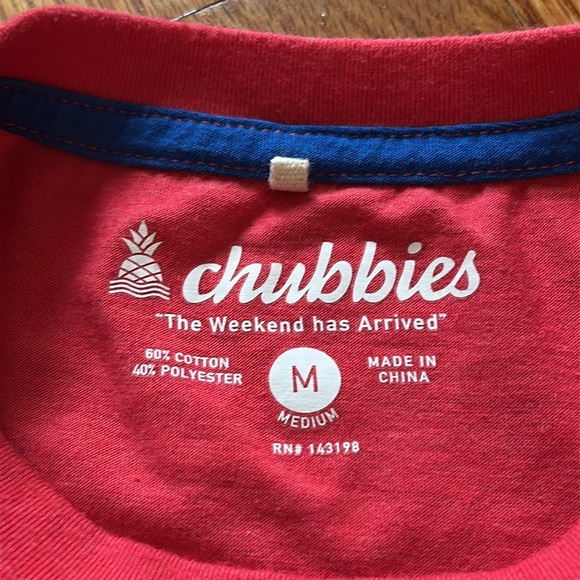 chubbies
"The Weekend has Arrived"
60% COTTON
40% POLYESTER
M
MEDIUM
MADE IN
CHINA
RN# 143198